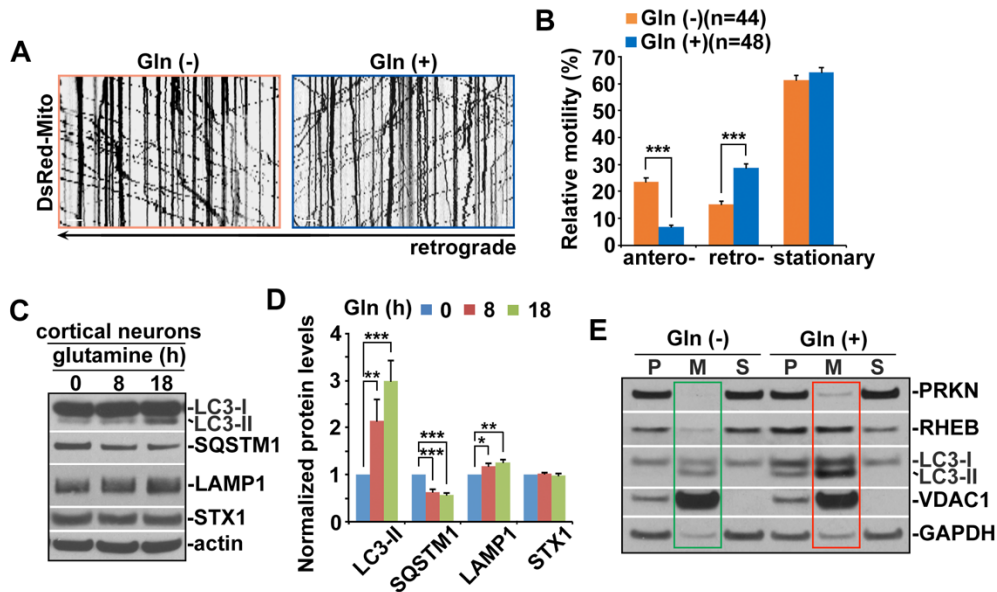 A
Gln (-)
Gln (+)
DsRed-Mito
retrograde
B
Gln (-)(n=44)
Gln (+)(n=48)
Relative motility (%)
70
60
50
40
30
20
10
0
***
***
antero-
retro-
stationary
C
cortical neurons
glutamine (h)
0 8 18
-LC3-I
LC3-II
-SQSTM1
-LAMP1
-STX1
-actin
D
Gln (h) 0 8 18
Normalized protein levels
4
3
2
1
0
***
**
***
***
**
*
LC3-II
SQSTM1
LAMP1
STX1
E
Gln (-)
Gln (+)
P M S P M S
-PRKN
-RHEB
-LC3-I
LC3-II
-VDAC1
-GAPDH